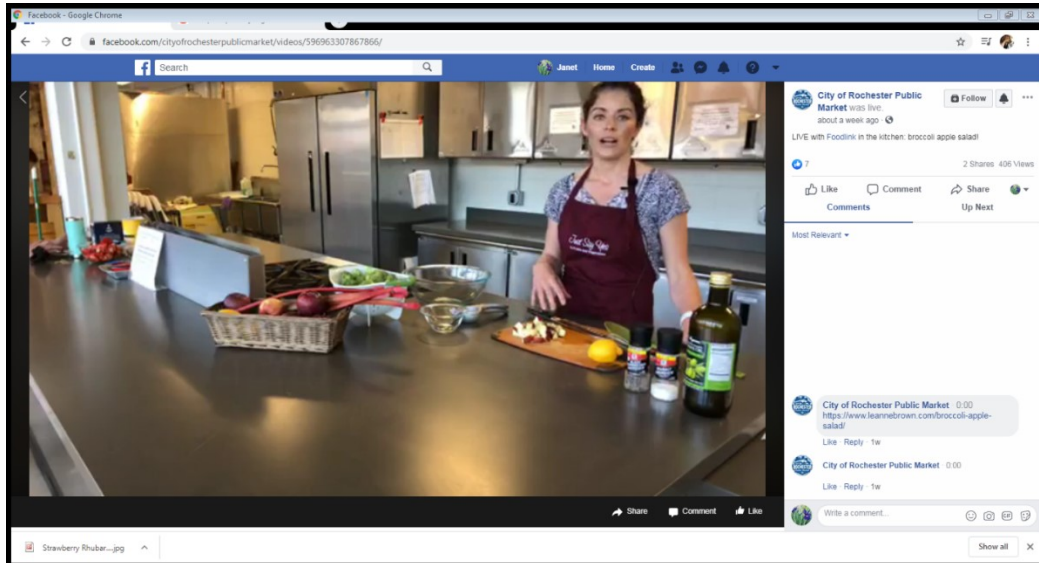 Facebook - Google Chrome
facebook.com/cityofrochesterpublicmarket/videos/596963307867866/
Search
Janet Home Create
City of Rochester Public
Market was live.
about a week ago
Follow
LIVE with Foodlink in the kitchen: broccoli apple salad!
7
2 Shares 406 Views
Like Comment Share
Comments Up Next
Most Relevant
Just Say Yes
City of Rochester Public Market · 0:00
https://www.leannebrown.com/broccoli-apple-
salad/
Like · Reply · 1w
City of Rochester Public Market · 0:00
Like · Reply · 1w
Share Comment Like
Write a comment...
GIF
Strawberry Rhubar....jpg
Show all